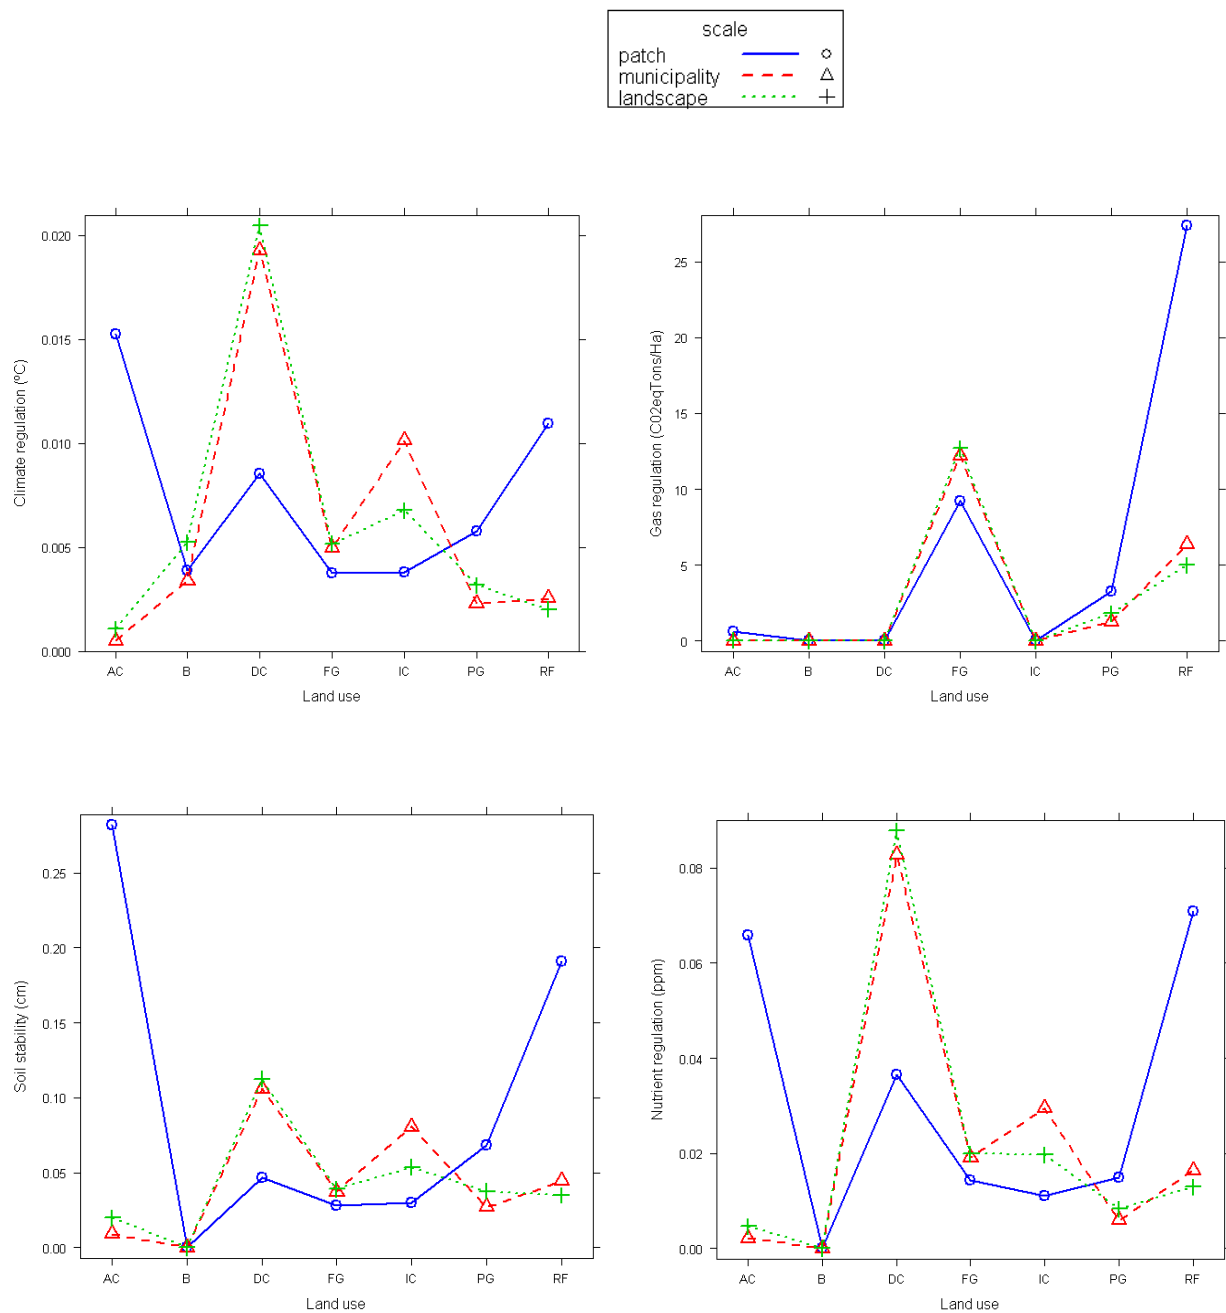 scale
patch
municipality
landscape
0.020
0.015
0.010
0.005
0.000
Climate regulation (ºC)
AC B DC FG IC PG RF
Land use
25
20
15
10
5
0
Gas regulation (C02eqTons/Ha)
AC B DC FG IC PG RF
Land use
0.25
0.20
0.15
0.10
0.05
0.00
Soil stability (cm)
AC B DC FG IC PG RF
Land use
0.08
0.06
0.04
0.02
0.00
Nutrient regulation (ppm)
AC B DC FG IC PG RF
Land use